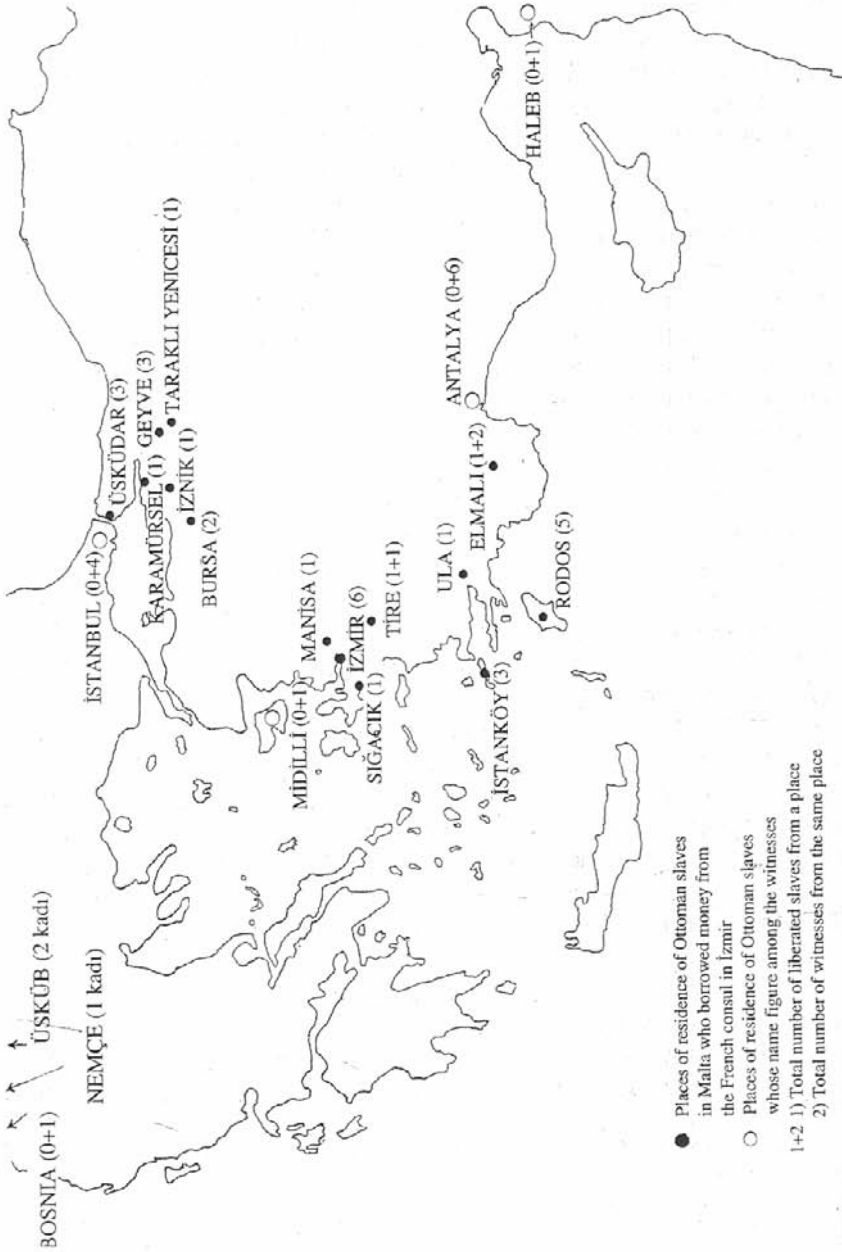 BOSNIA (0+1)
ÜSKÜB (2 kadı)
NEMÇE (1 kadı)
İSTANBUL (0+4)
ÜSKÜDAR (3)
KARAMÜRSEL (1)
GEYVE (3)
TARAKLI YENICESİ (1)
İZNİK (1)
BURSA (2)
MİDİLLİ (0+1)
MANİSA (1)
İZMİR (6)
SIĞACIK (1)
TİRE (1+1)
ULA (1)
İSTANKÖY (3)
ELMALI (1+2)
ANTALYA (0+6)
RODOS (5)
HALEB (0+1)
● Places of residence of Ottoman slaves
in Malta who borrowed money from
the French consul in İzmir
○ Places of residence of Ottoman slaves
whose name figure among the witnesses
1+2 1) Total number of liberated slaves from a place
2) Total number of witnesses from the same place